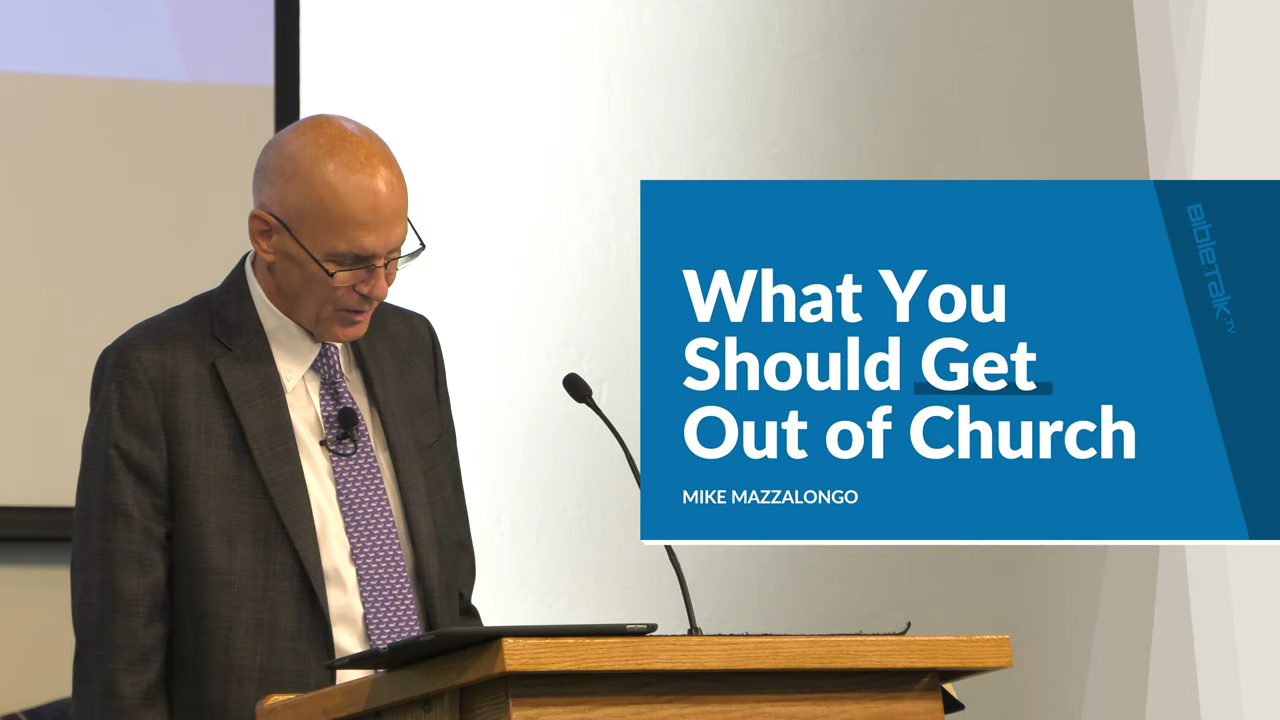 What You
Should Get
Out of Church
MIKE MAZZALONGO
BIBLETALK.TV